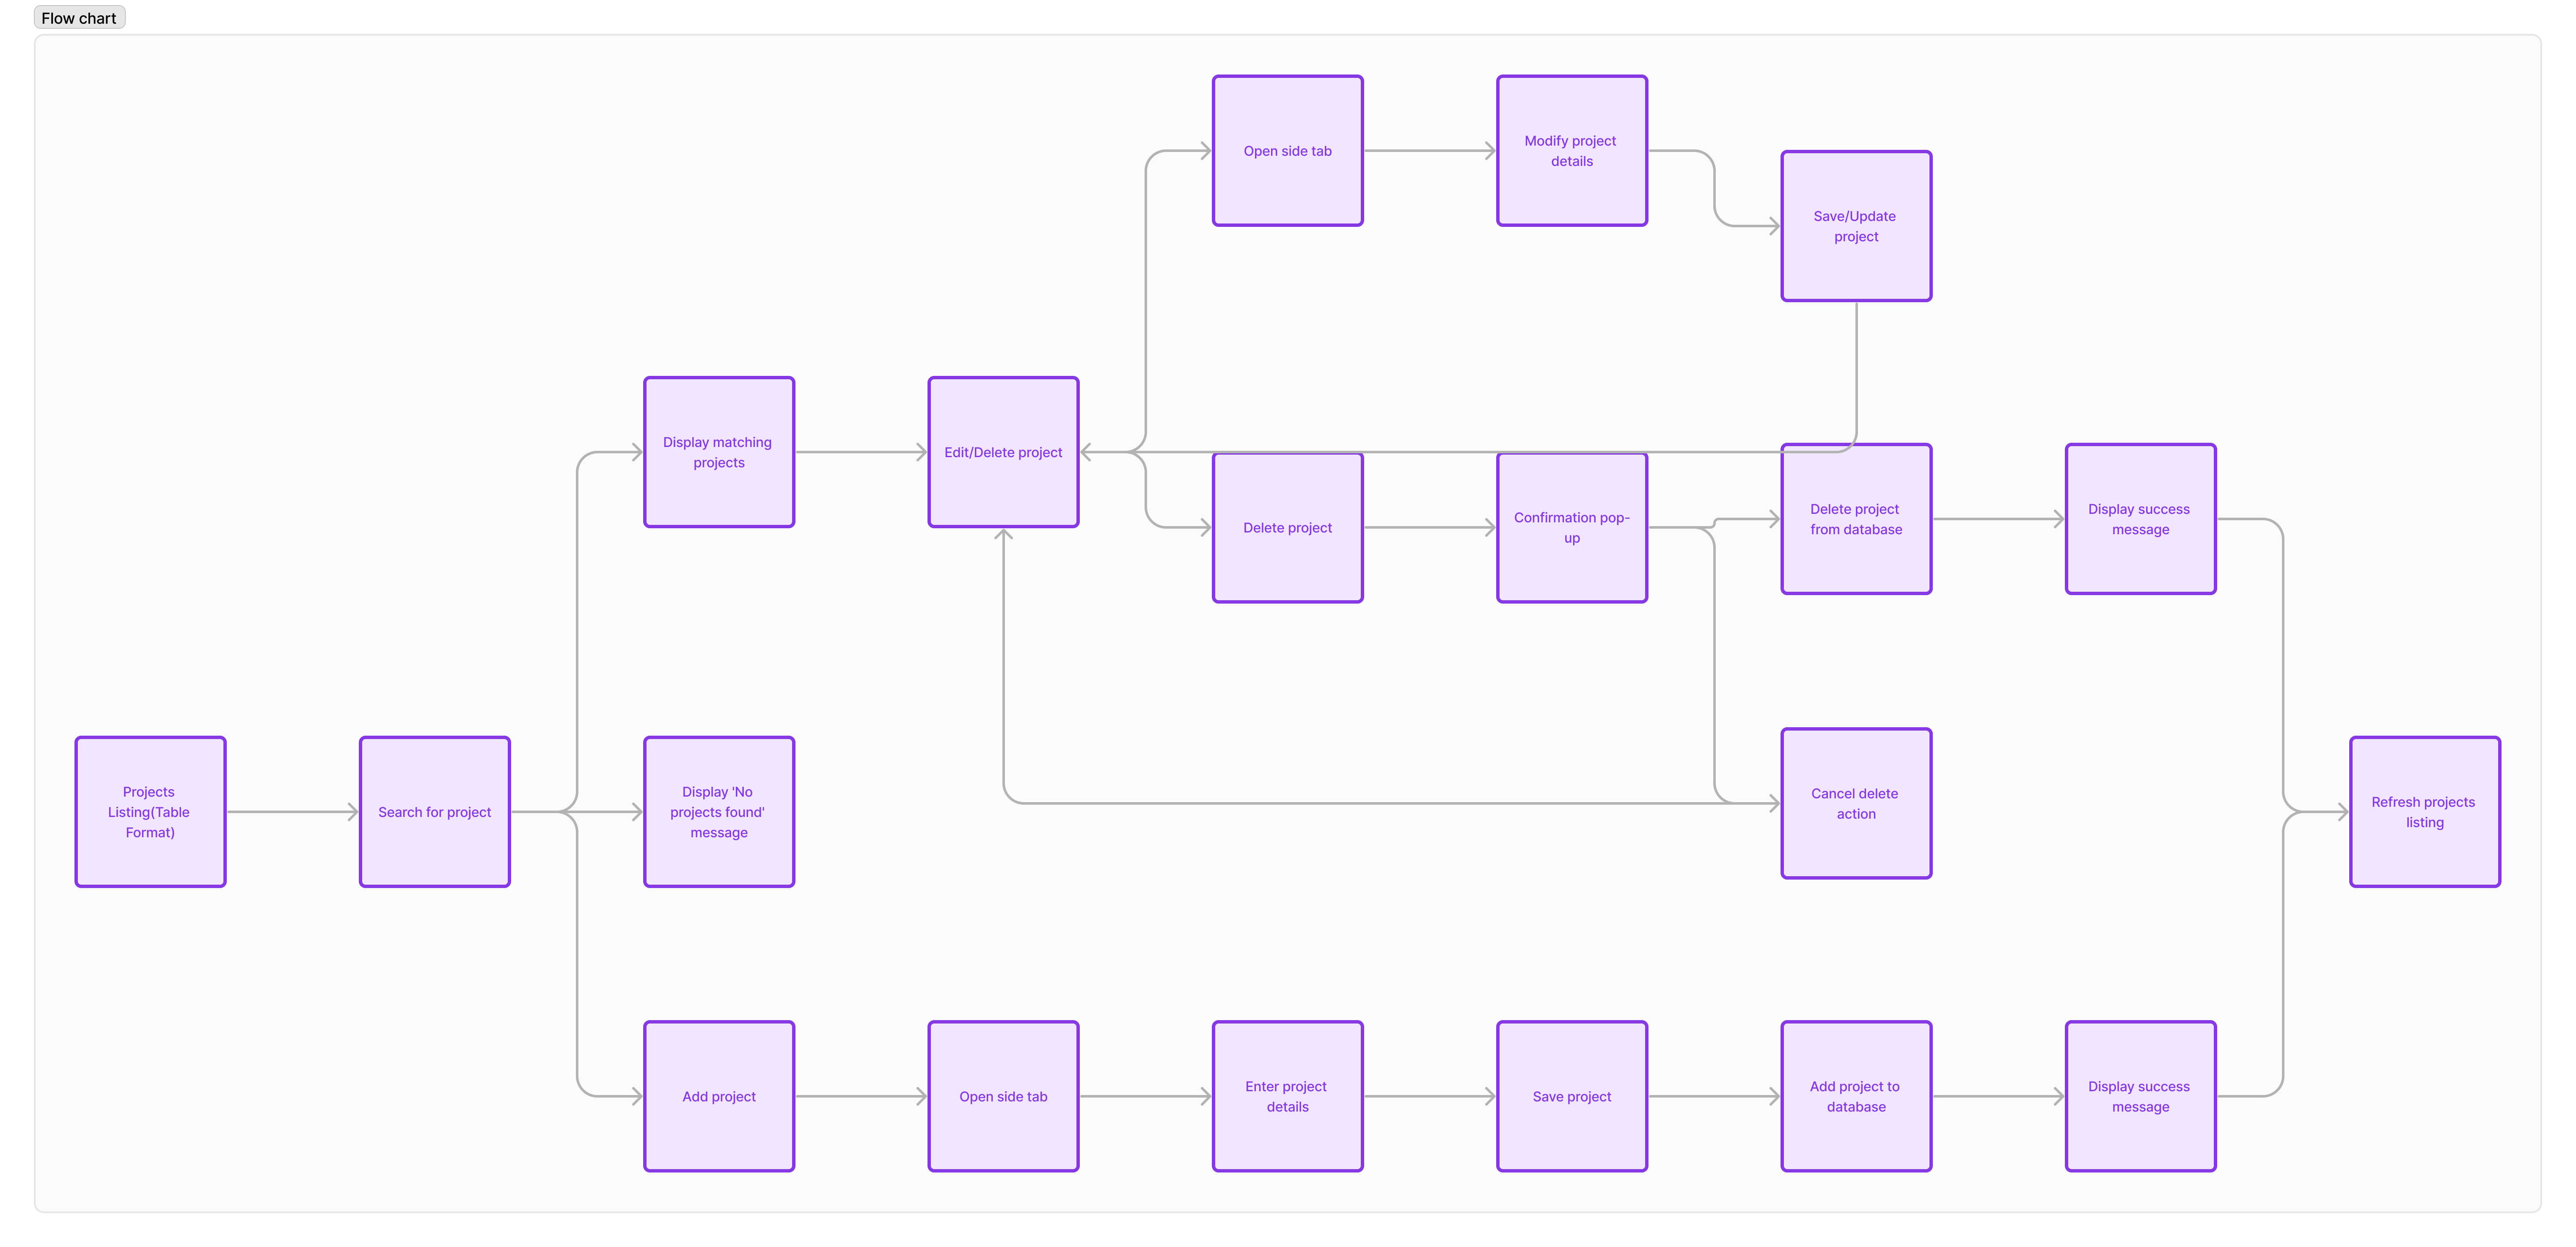 Flow chart
Open side tab
Modify project
details
Save/Update
project
Display matching
projects
Edit/Delete project
Delete project
Confirmation pop-
up
Delete project
from database
Display success
message
Projects
Listing(Table
Format)
Search for project
Display 'No
projects found'
message
Cancel delete
action
Refresh projects
listing
Add project
Open side tab
Enter project
details
Save project
Add project to
database
Display success
message